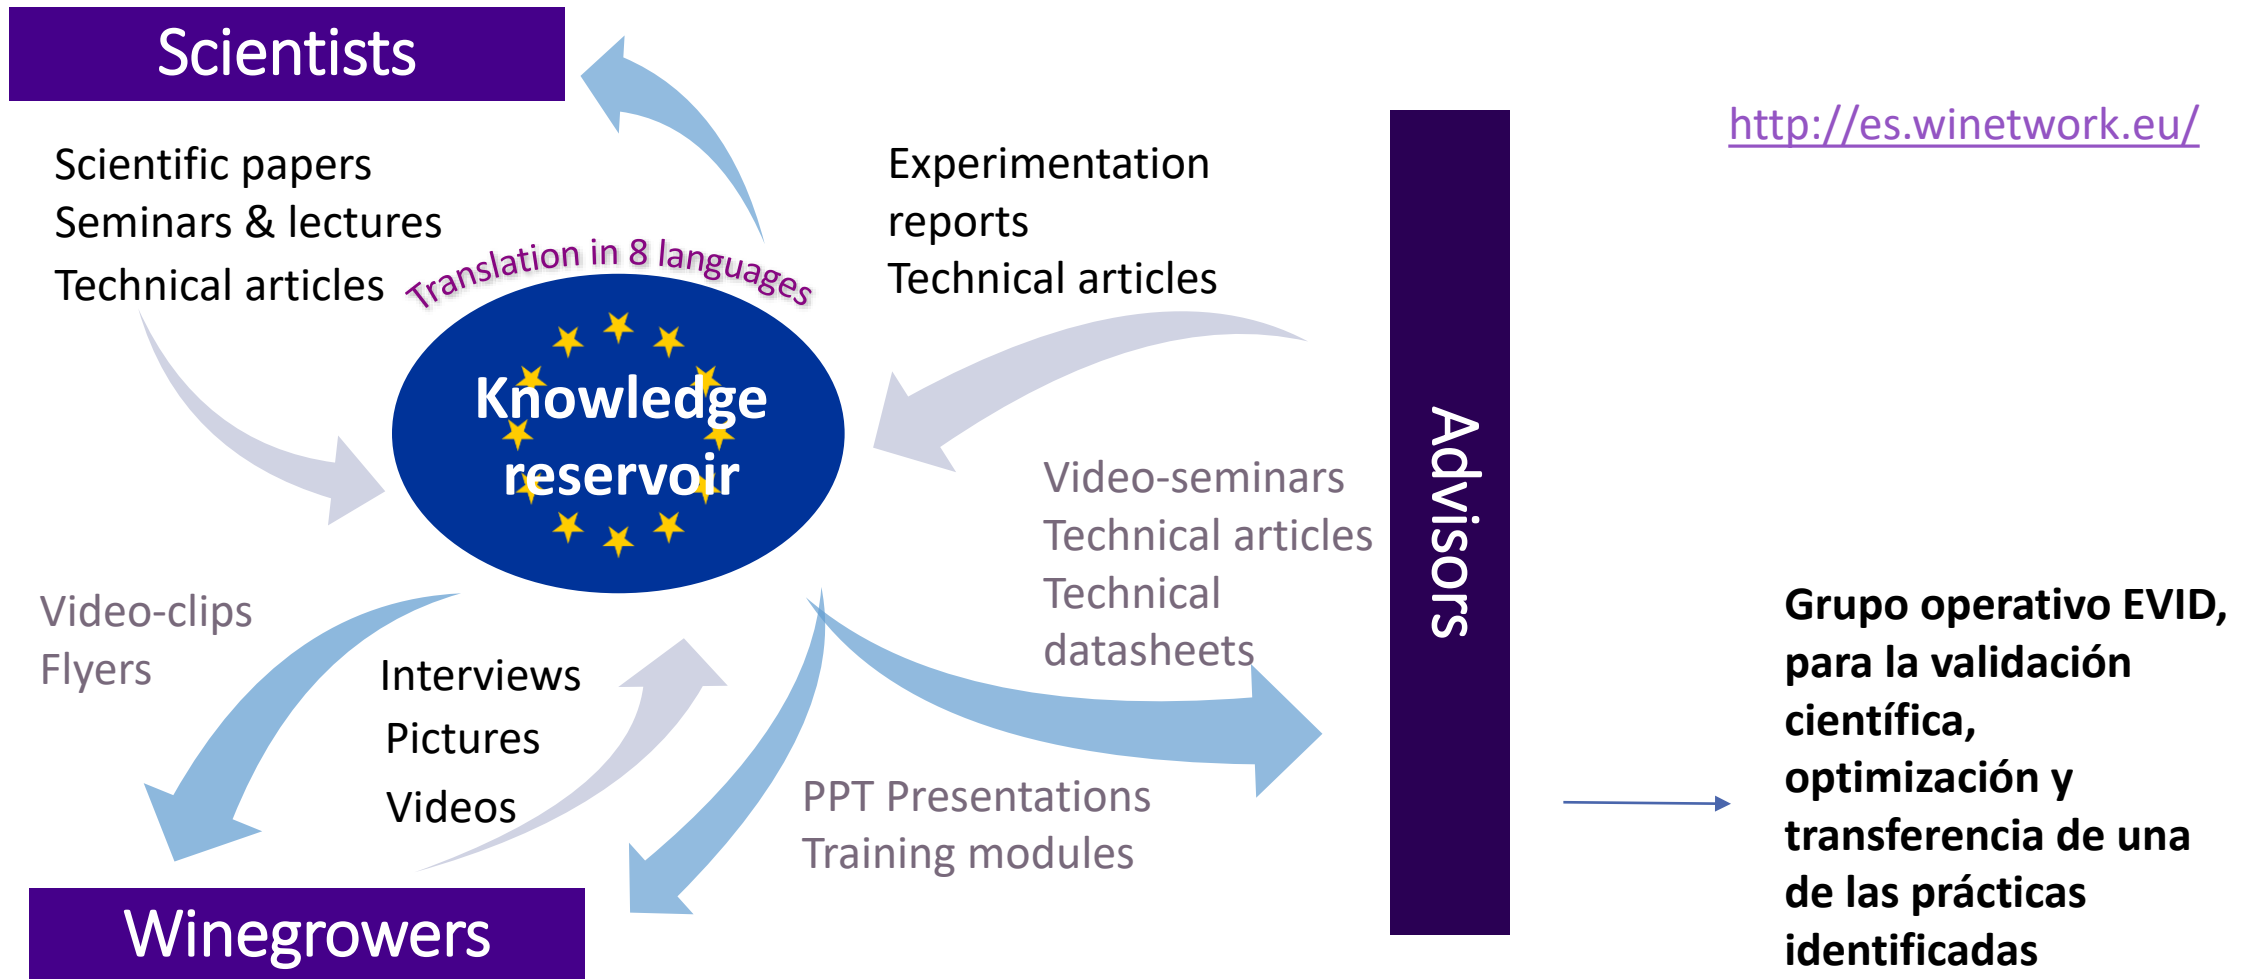 Scientists
http://es.winetwork.eu/
Scientific papers
Seminars & lectures
Technical articles
Experimentation
reports
Technical articles
Translation in 8 languages
Knowledge
reservoir
Advisors
Video-seminars
Technical articles
Technical
datasheets
Video-clips
Flyers
Interviews
Pictures
Videos
PPT Presentations
Training modules
Grupo operativo EVID,
para la validación
científica,
optimización y
transferencia de una
de las prácticas
identificadas
Winegrowers